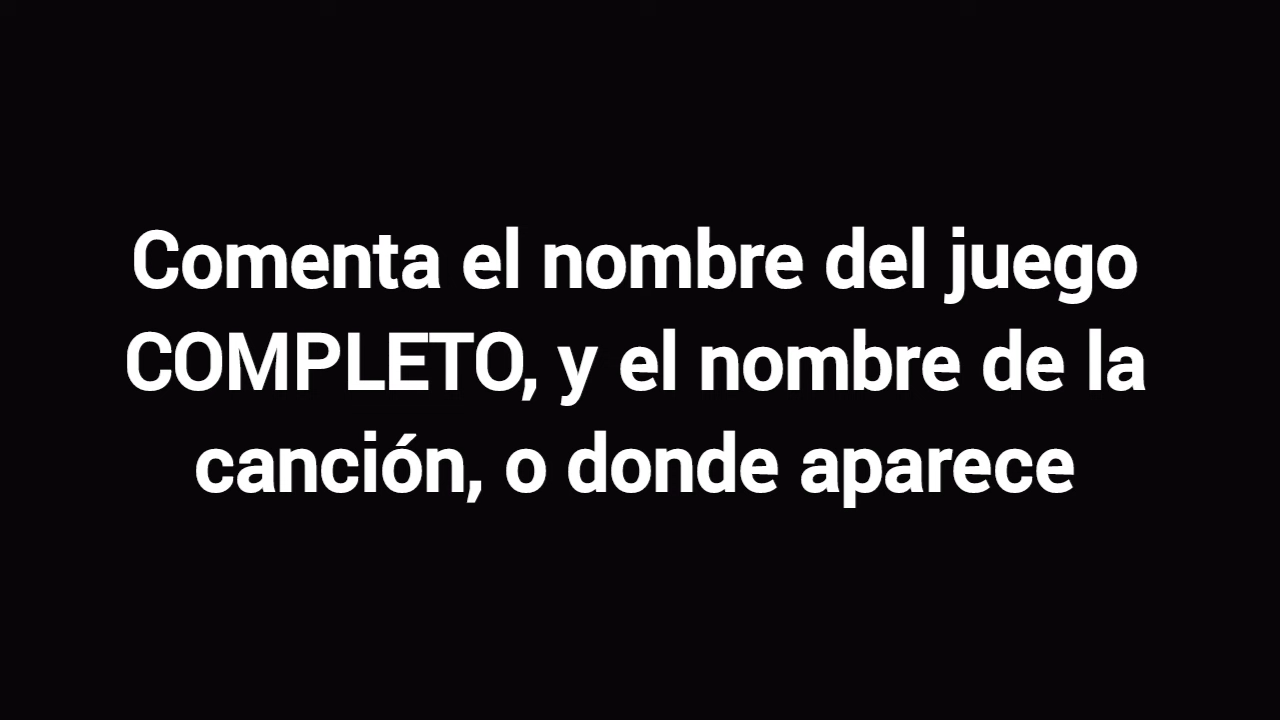 Comenta el nombre del juego
COMPLETO, y el nombre de la
canción, o donde aparece